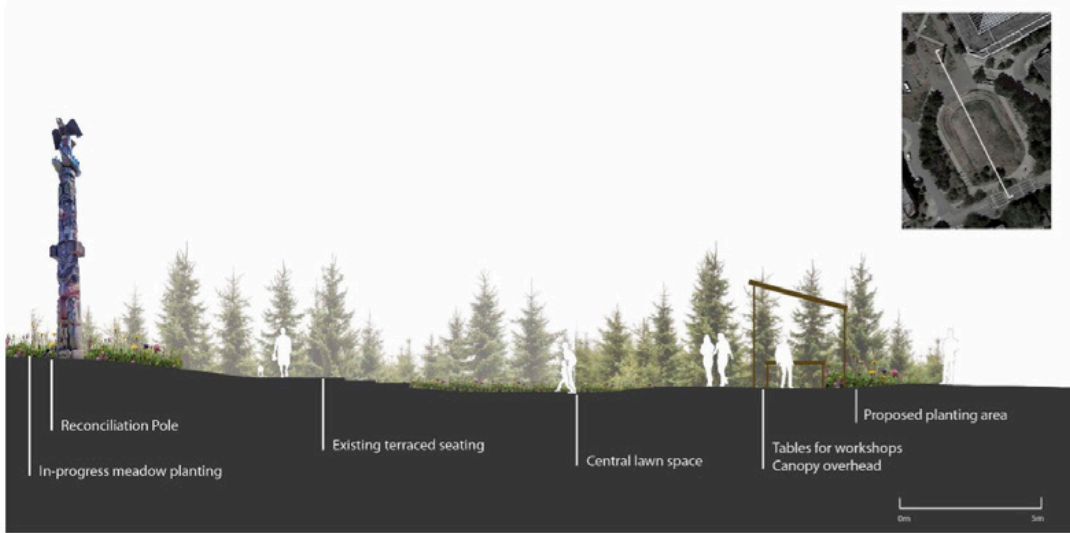 Reconciliation Pole
In-progress meadow planting
Existing terraced seating
Central lawn space
Tables for workshops
Canopy overhead
Proposed planting area
0m
5m